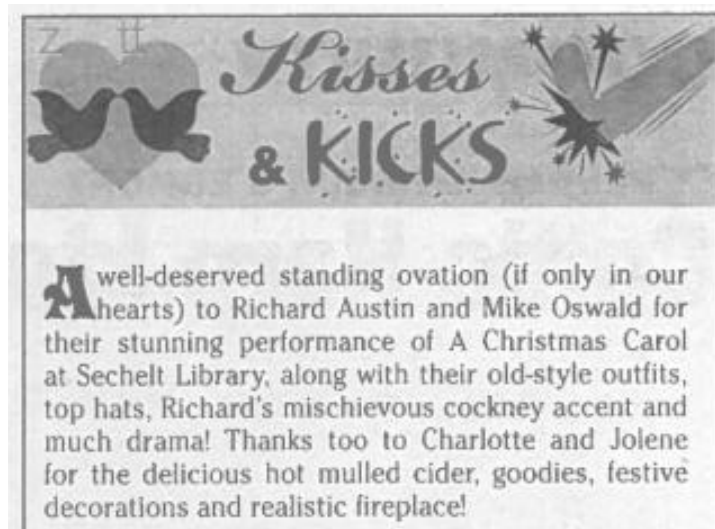 z tt
Kisses
& KICKS
A well-deserved standing ovation (if only in our
hearts) to Richard Austin and Mike Oswald for
their stunning performance of A Christmas Carol
at Sechelt Library, along with their old-style outfits,
top hats, Richard's mischievous cockney accent and
much drama! Thanks too to Charlotte and Jolene
for the delicious hot mulled cider, goodies, festive
decorations and realistic fireplace!